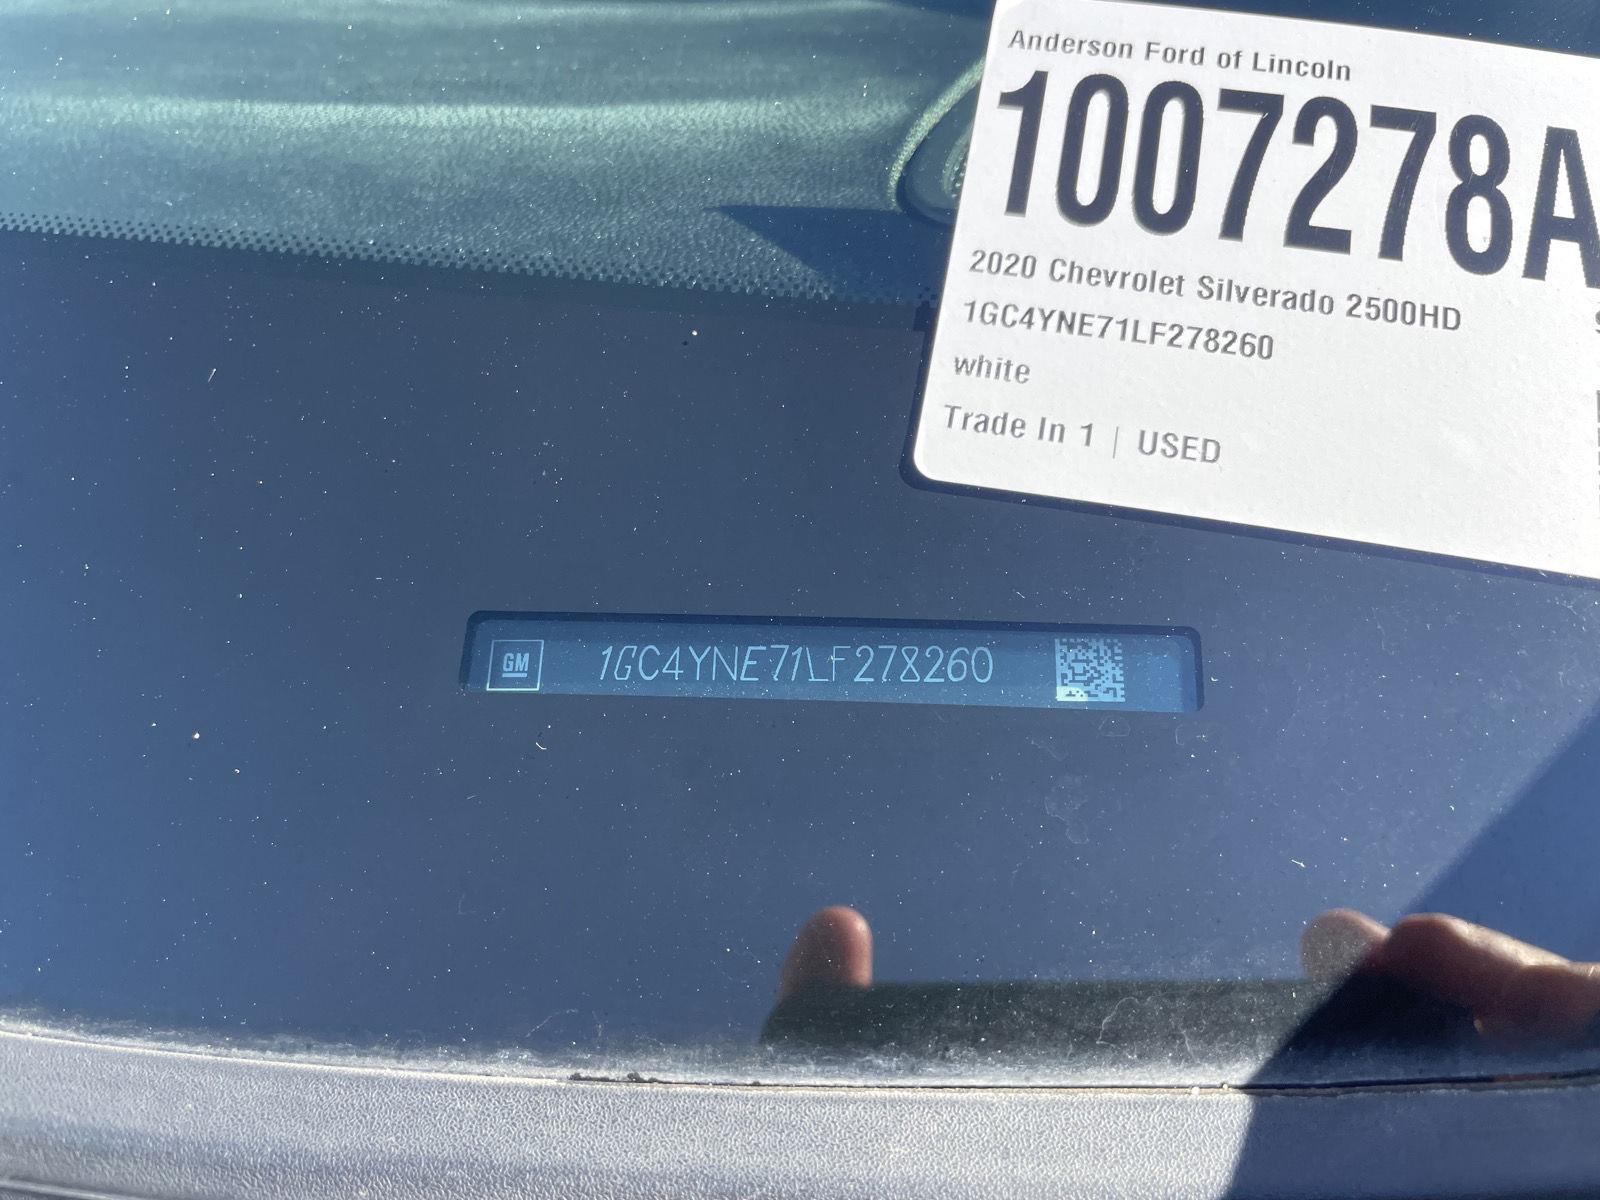 Anderson Ford of Lincoln
1007278A
2020 Chevrolet Silverado 2500HD
1GC4YNE71LF278260
white
Trade In 1 | USED
GM 1GC4YNE71LF278260